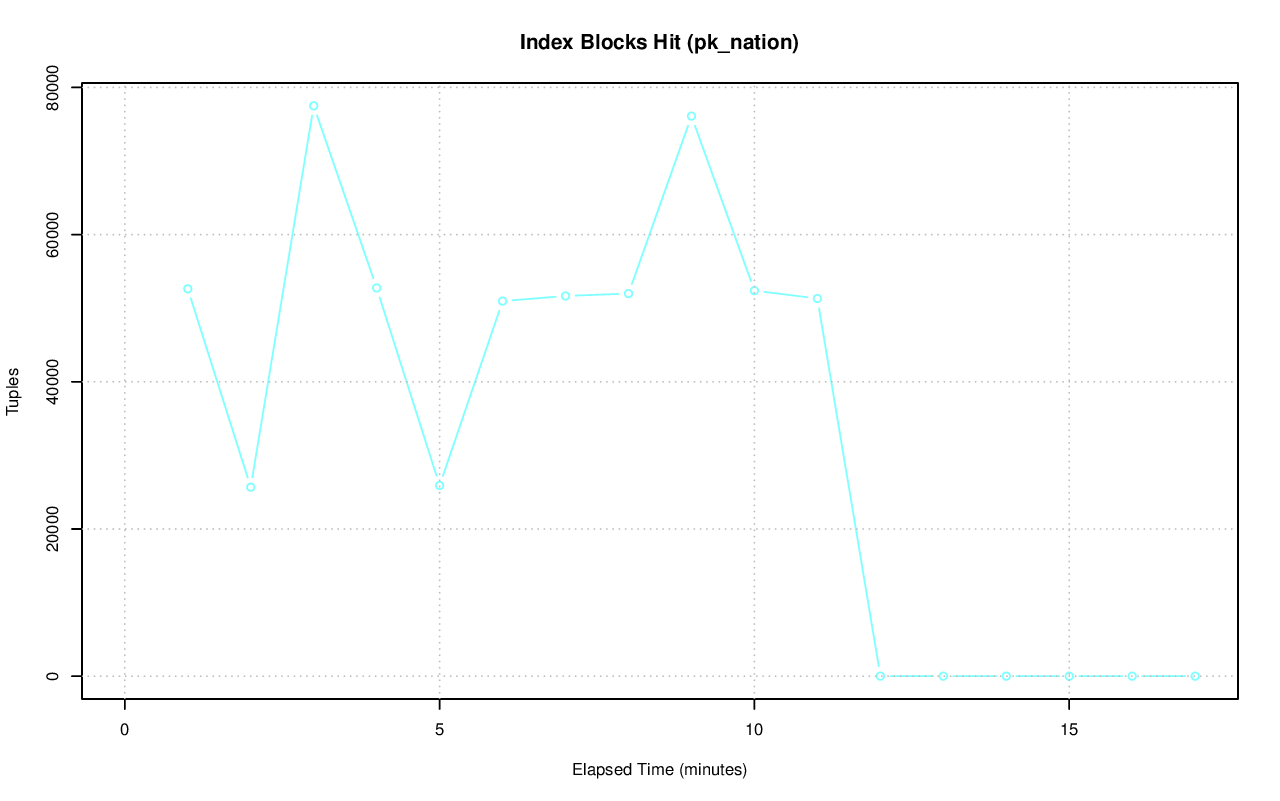 Index Blocks Hit (pk_nation)
80000
60000
40000
20000
0
Tuples
0 5 10 15
Elapsed Time (minutes)